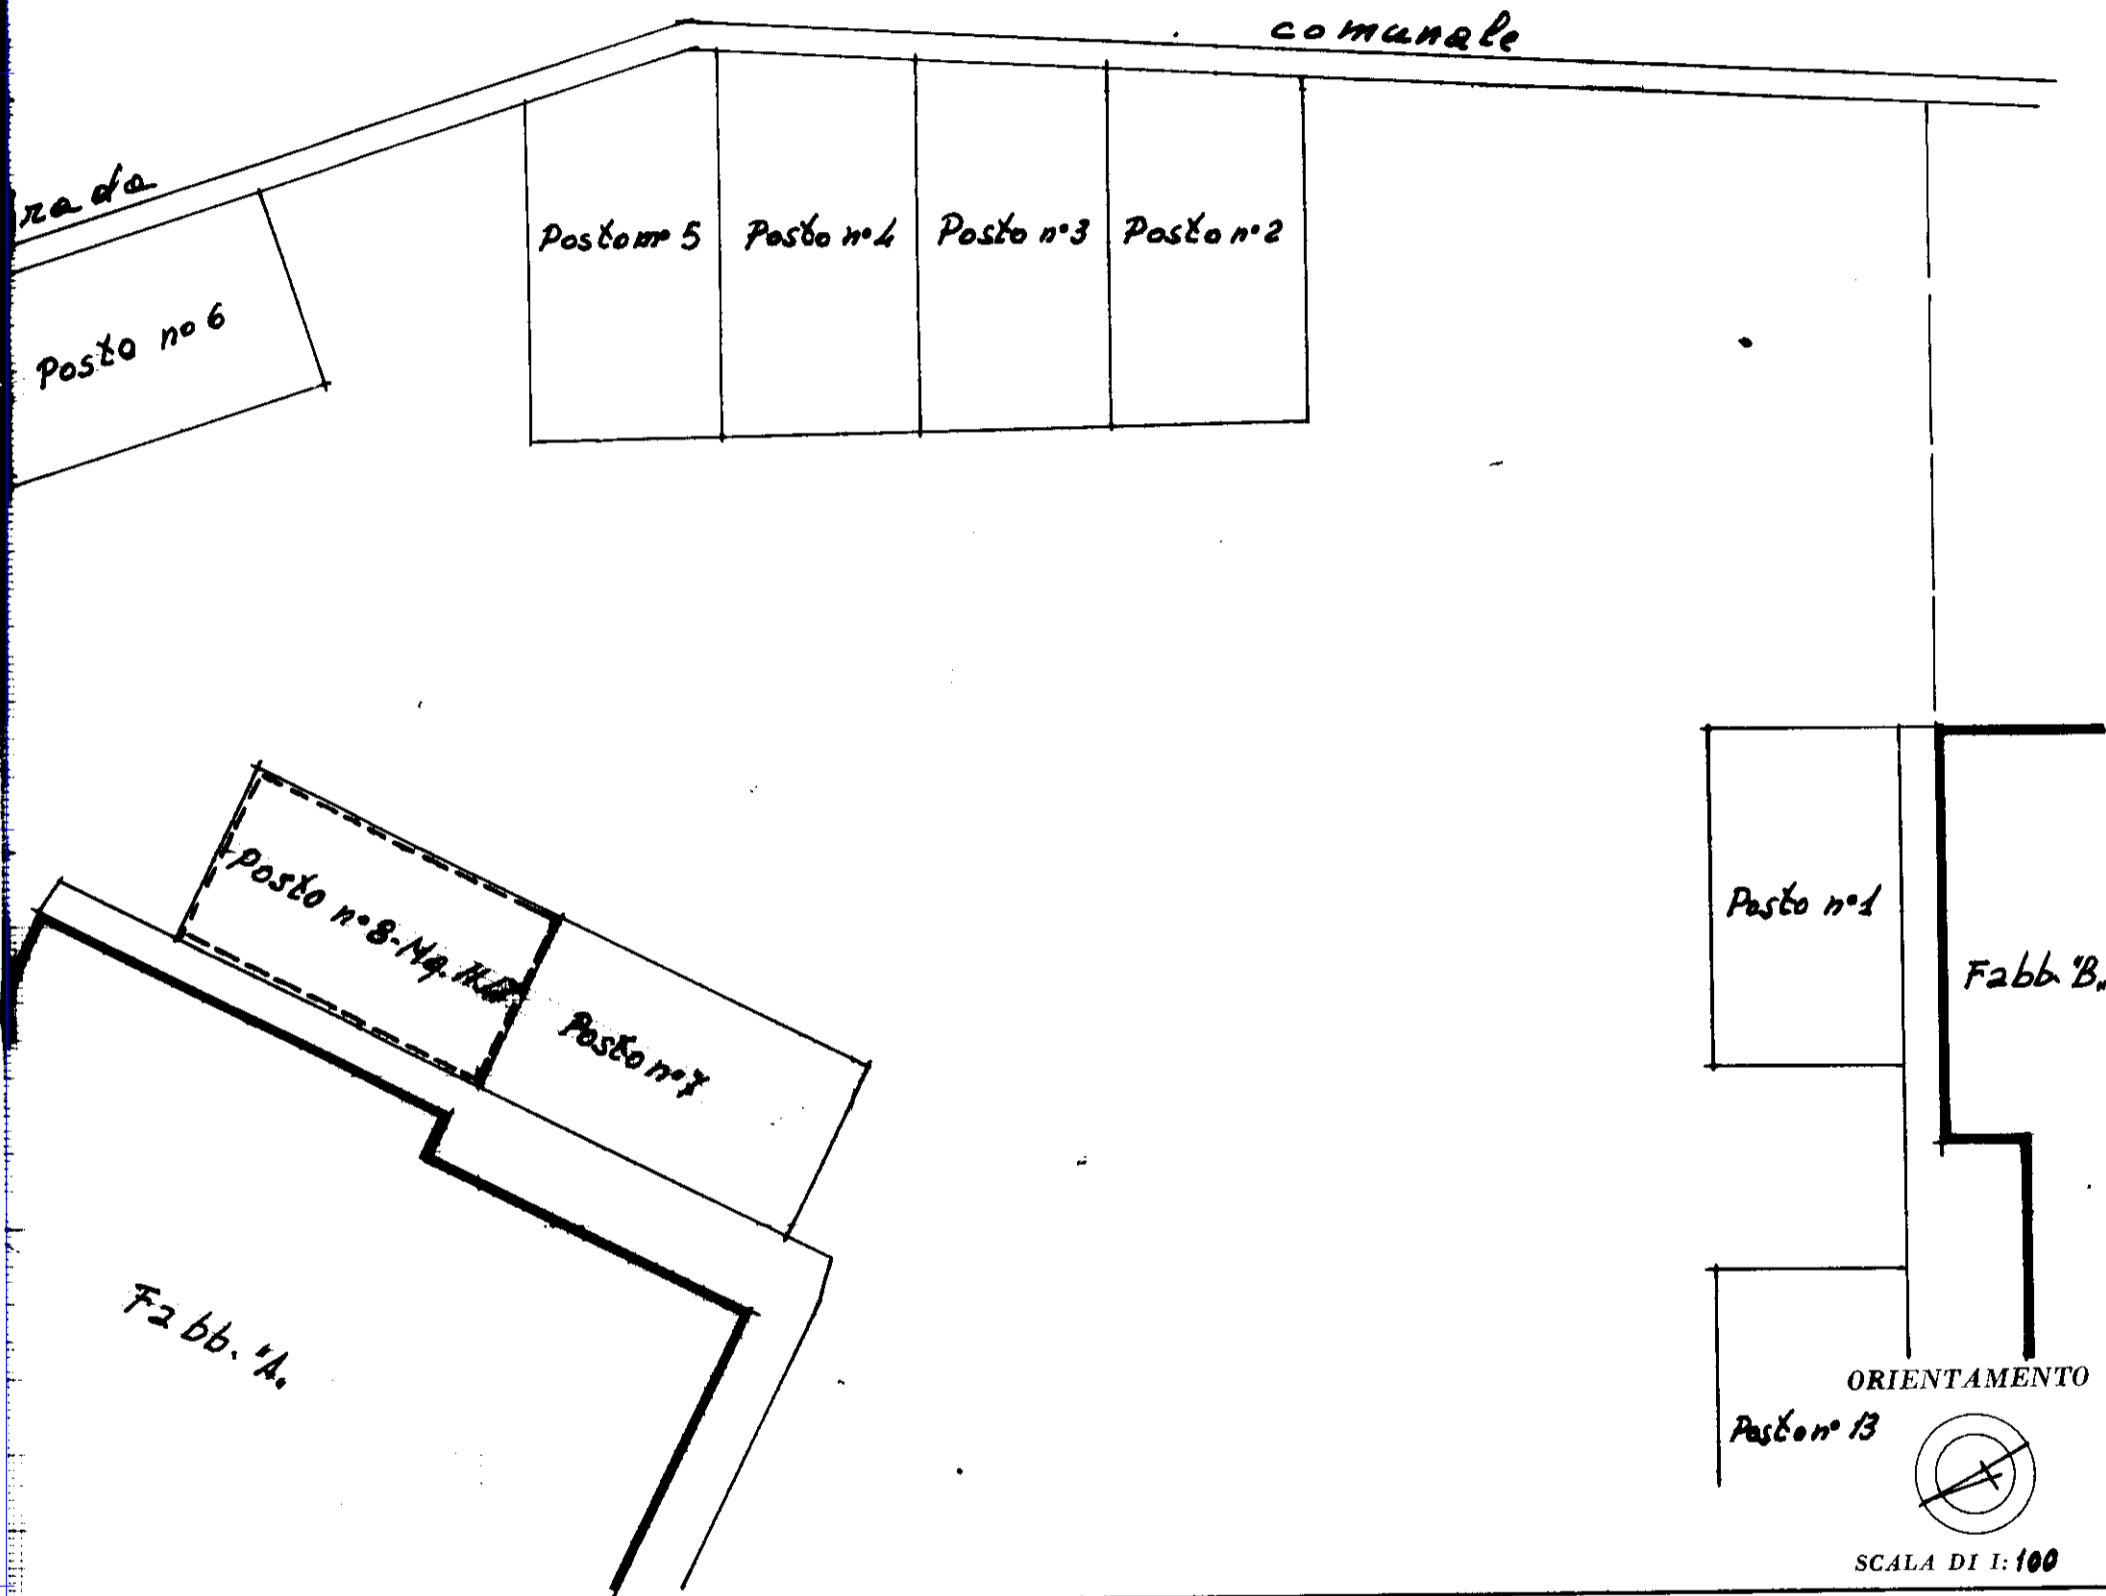 comunale
rada
Posto n° 5
Posto n° 4
Posto n° 3
Posto n° 2
Posto n° 6
Posto n° 8 - Mq.
Posto n° 7
Posto n° 1
Fabb. "B„
Fabb. "A„
ORIENTAMENTO
Posto n° 13
SCALA DI I: 100